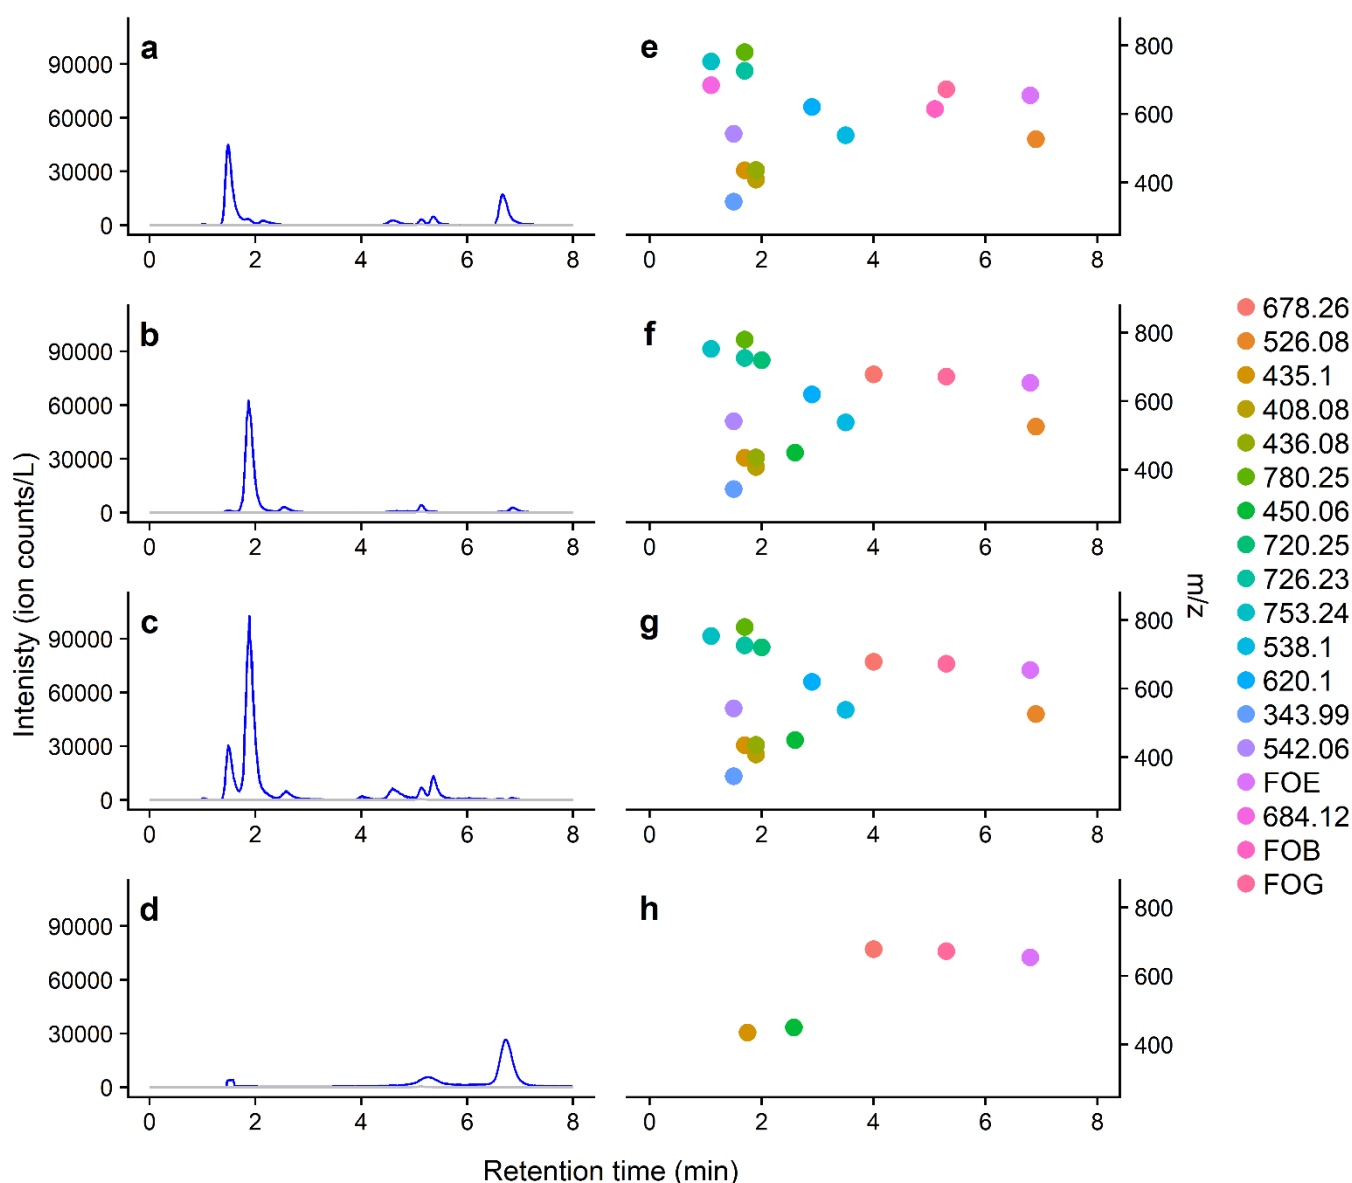 a
90000
60000
30000
0
0 2 4 6 8
e
800
600
400
0 2 4 6 8
b
90000
60000
30000
0
0 2 4 6 8
f
800
600
400
0 2 4 6 8
c
90000
60000
30000
0
0 2 4 6 8
g
800
600
400
0 2 4 6 8
d
90000
60000
30000
0
0 2 4 6 8
h
800
600
400
0 2 4 6 8
Intenisty (ion counts/L)
m/z
Retention time (min)
678.26
526.08
435.1
408.08
436.08
780.25
450.06
720.25
726.23
753.24
538.1
620.1
343.99
542.06
FOE
684.12
FOB
FOG